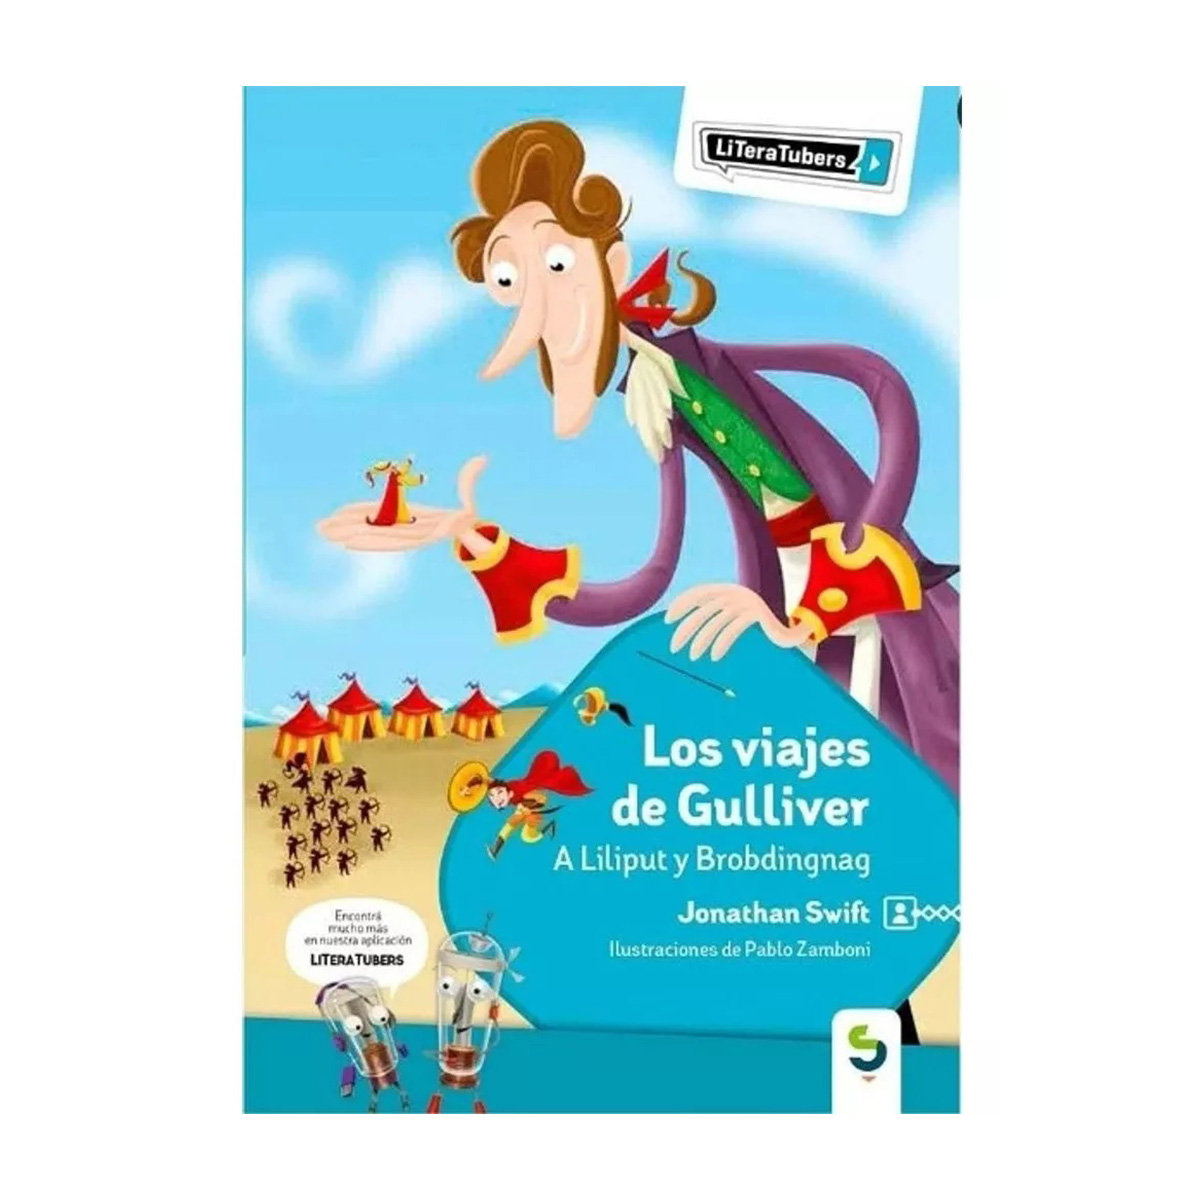 LiTeraTubers
Los viajes
de Gulliver
A Liliput y Brobdingnag
Jonathan Swift
Ilustraciones de Pablo Zamboni
Encontrá
mucho más
en nuestra aplicación
LITERATUBERS